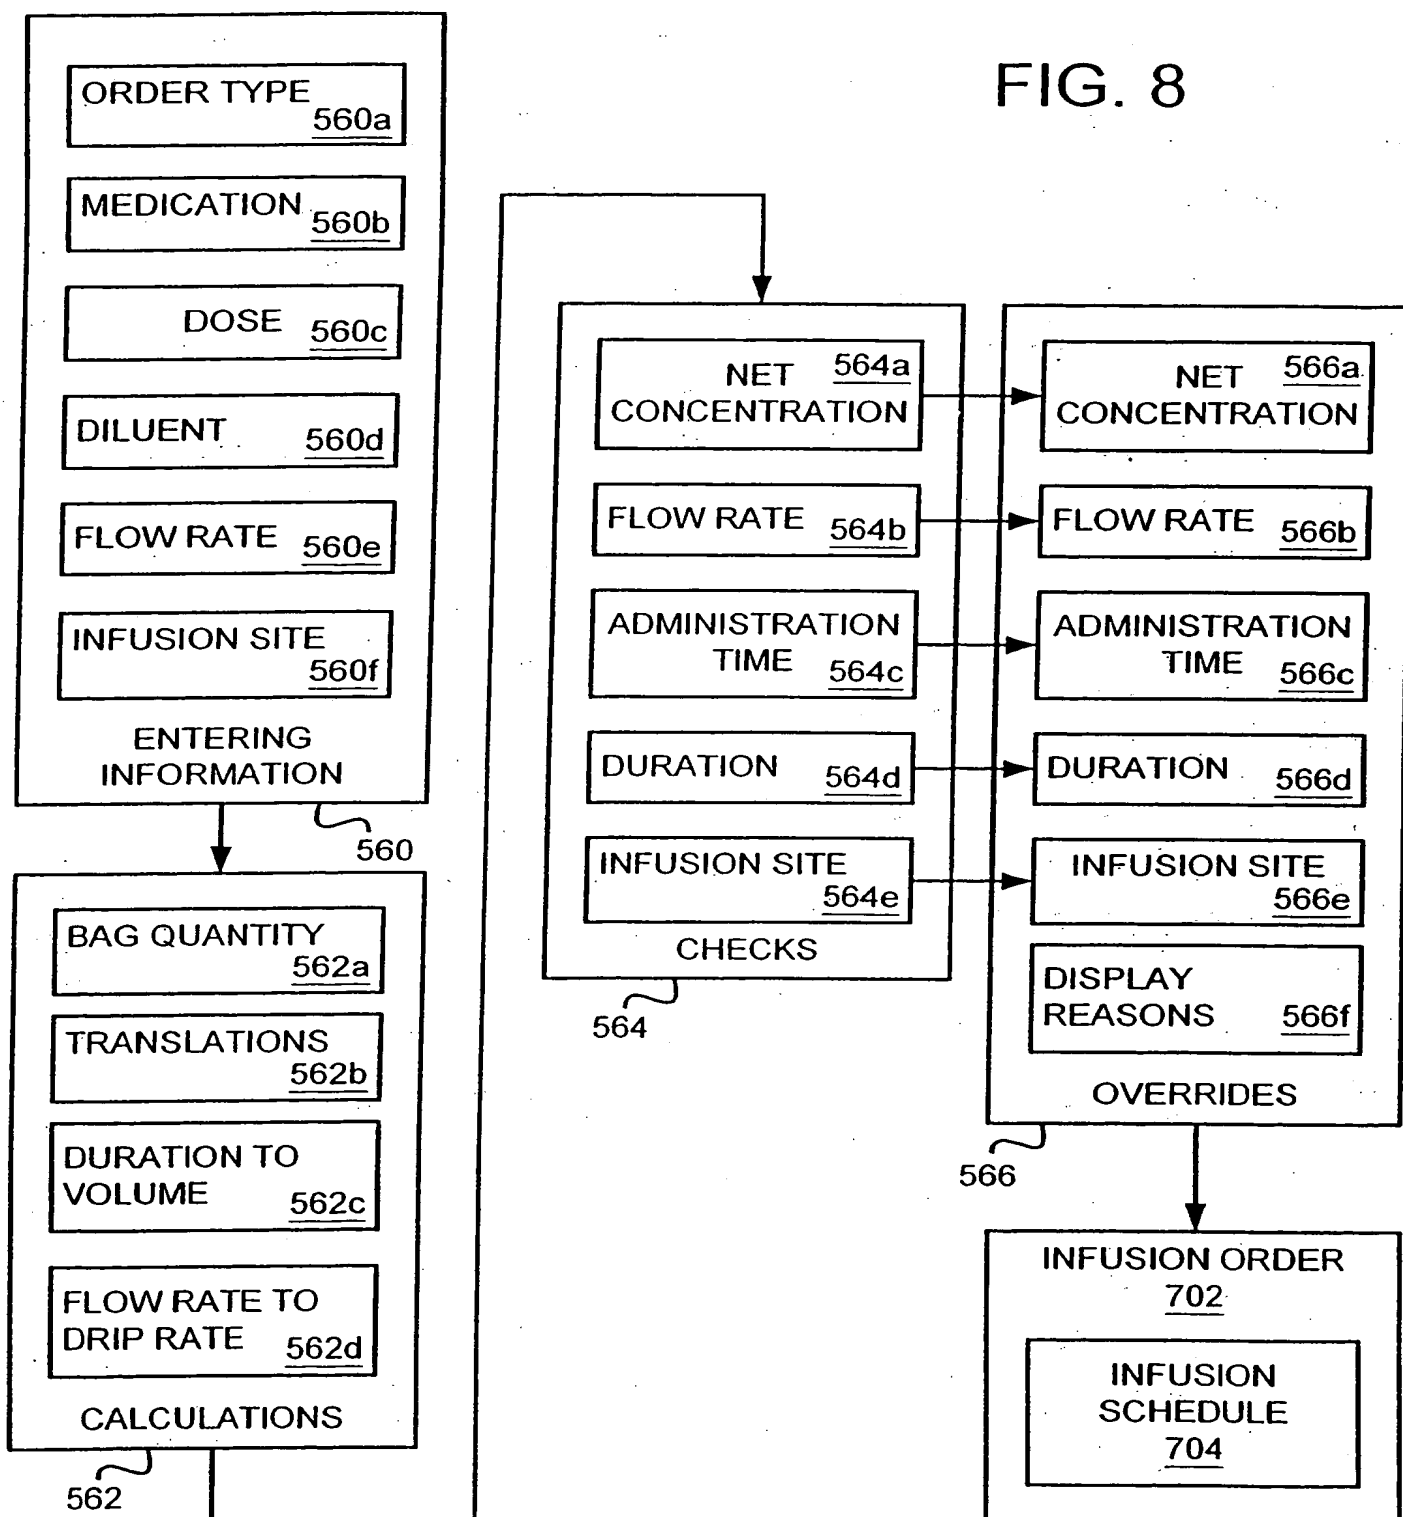 FIG. 8
ORDER TYPE
560a
MEDICATION
560b
DOSE 560c
DILUENT
560d
FLOW RATE 560e
INFUSION SITE
560f
ENTERING
INFORMATION
560
BAG QUANTITY
562a
TRANSLATIONS
562b
DURATION TO
VOLUME 562c
FLOW RATE TO
DRIP RATE 562d
CALCULATIONS
562
NET 564a
CONCENTRATION
FLOW RATE 564b
ADMINISTRATION
TIME 564c
DURATION 564d
INFUSION SITE
564e
CHECKS
564
NET 566a
CONCENTRATION
FLOW RATE 566b
ADMINISTRATION
TIME 566c
DURATION 566d
INFUSION SITE
566e
DISPLAY
REASONS 566f
OVERRIDES
566
INFUSION ORDER
702
INFUSION
SCHEDULE
704